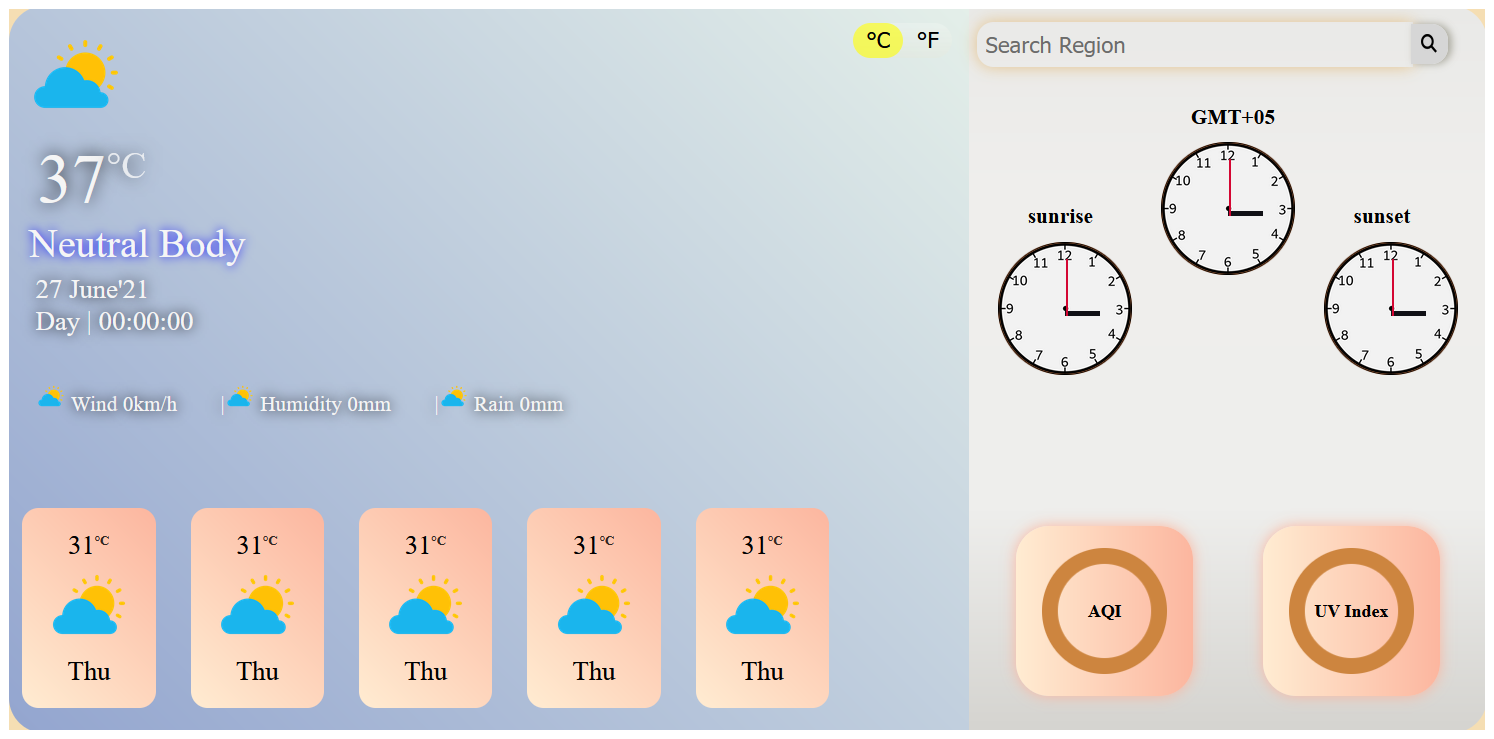 °C °F
Search Region
37°C
Neutral Body
27 June'21
Day | 00:00:00
Wind 0km/h | Humidity 0mm | Rain 0mm
31°C
Thu
31°C
Thu
31°C
Thu
31°C
Thu
31°C
Thu
GMT+05
12 1 2 3 4 5 6 7 8 9 10 11
sunrise
12 1 2 3 4 5 6 7 8 9 10 11
sunset
12 1 2 3 4 5 6 7 8 9 10 11
AQI
UV Index